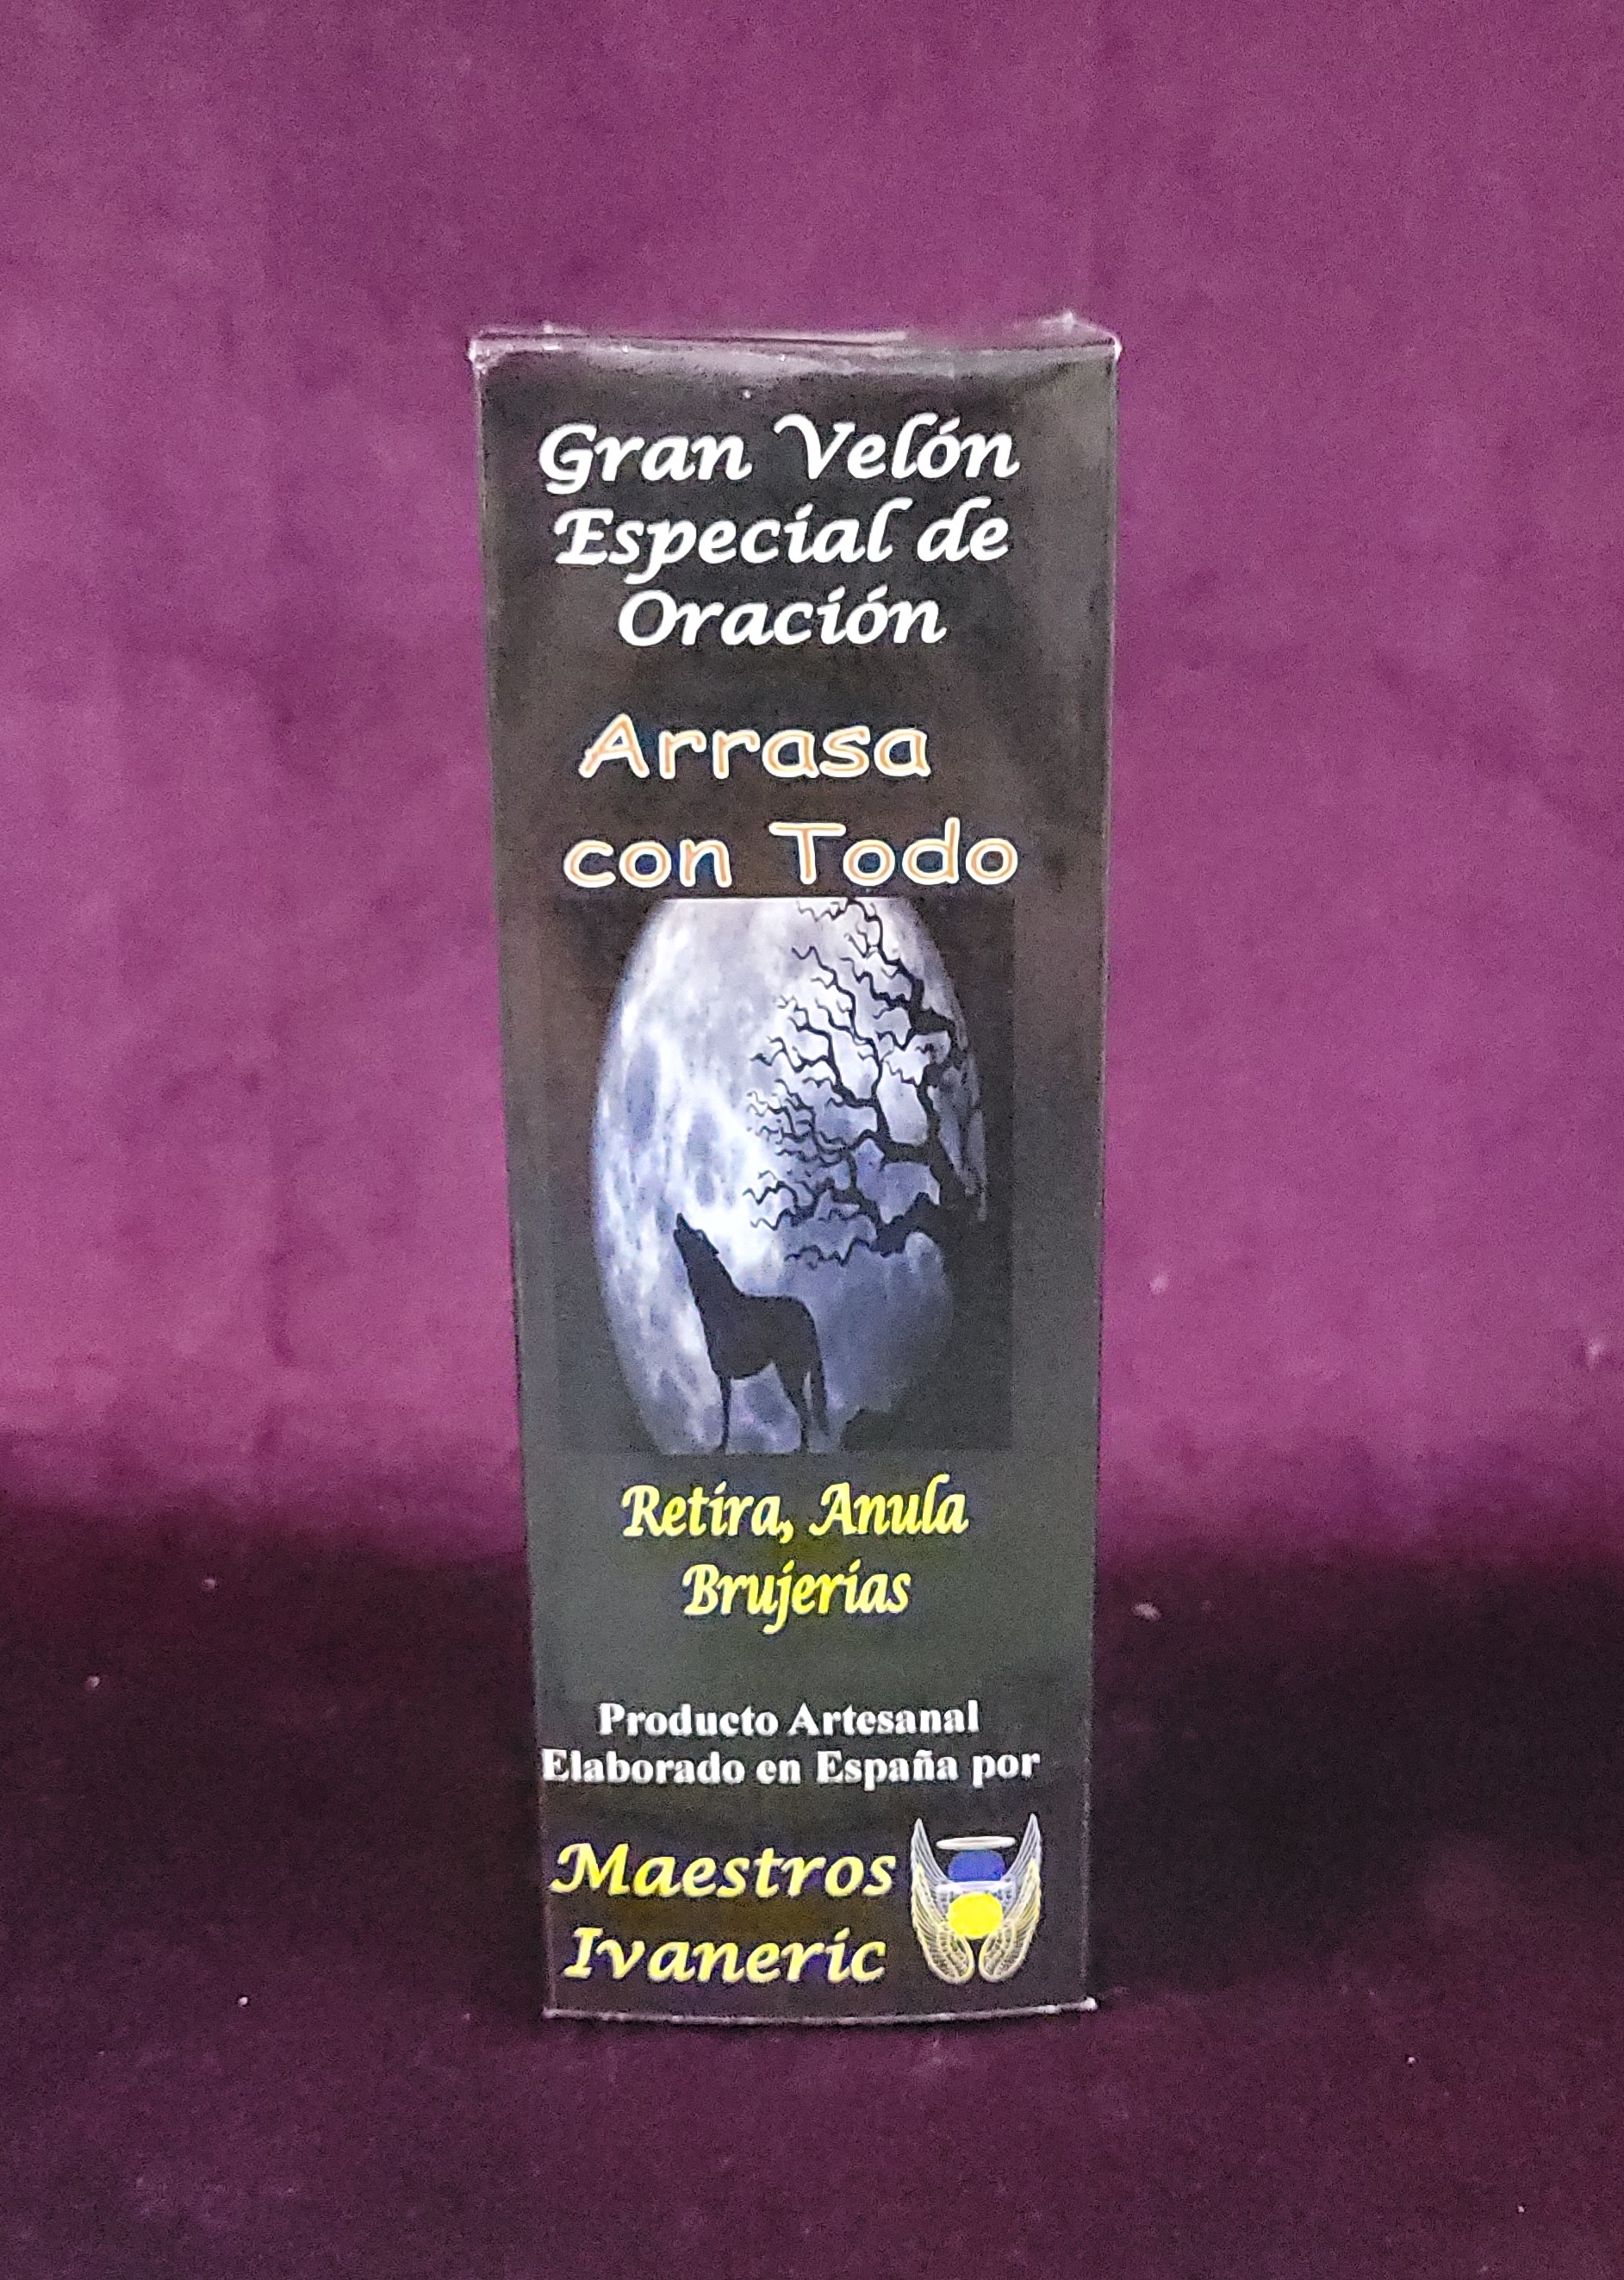 Gran Velón
Especial de
Oración
Arrasa
con Todo
Retira, Anula
Brujerías
Producto Artesanal
Elaborado en España por
Maestros
Ivaneric